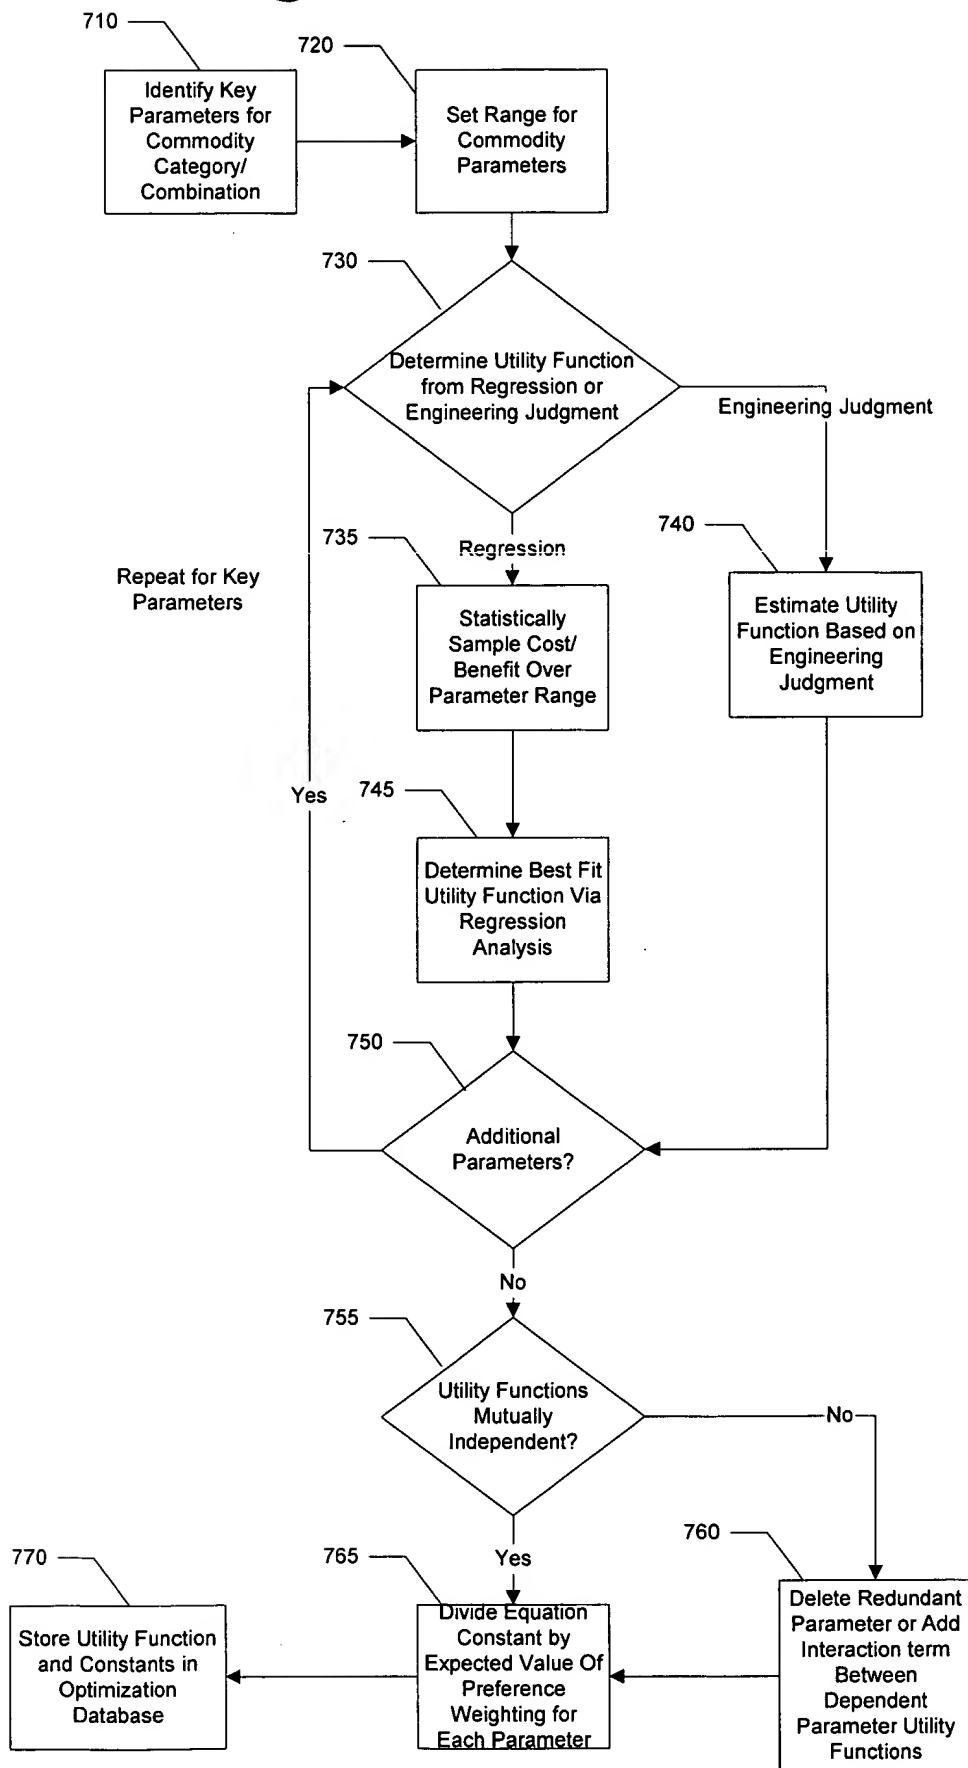 710
Identify Key
Parameters for
Commodity
Category/
Combination
720
Set Range for
Commodity
Parameters
730
Determine Utility Function
from Regression or
Engineering Judgment
Engineering Judgment
Regression
735
Statistically
Sample Cost/
Benefit Over
Parameter Range
740
Estimate Utility
Function Based on
Engineering
Judgment
Repeat for Key
Parameters
Yes
745
Determine Best Fit
Utility Function Via
Regression
Analysis
750
Additional
Parameters?
No
755
Utility Functions
Mutually
Independent?
No
Yes
760
Delete Redundant
Parameter or Add
Interaction term
Between
Dependent
Parameter Utility
Functions
765
Divide Equation
Constant by
Expected Value Of
Preference
Weighting for
Each Parameter
770
Store Utility Function
and Constants in
Optimization
Database